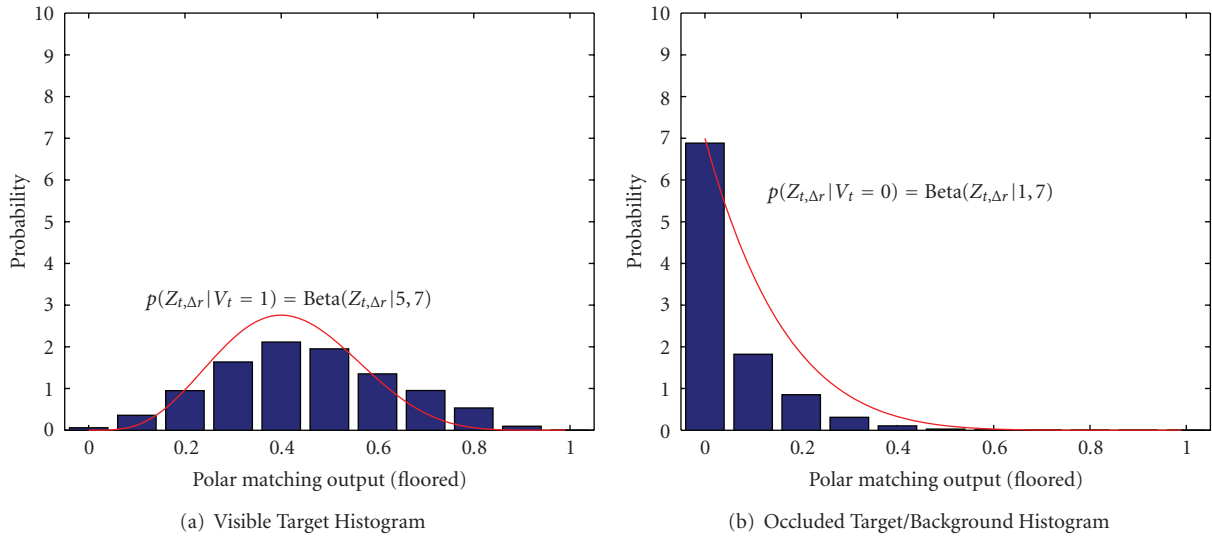 10
9
8
7
6
5
4
3
2
1
0
Probability
p(Z_{t,Δr}|V_t = 1) = Beta(Z_{t,Δr}|5, 7)
0 0.2 0.4 0.6 0.8 1
Polar matching output (floored)
(a) Visible Target Histogram
10
9
8
7
6
5
4
3
2
1
0
Probability
p(Z_{t,Δr}|V_t = 0) = Beta(Z_{t,Δr}|1, 7)
0 0.2 0.4 0.6 0.8 1
Polar matching output (floored)
(b) Occluded Target/Background Histogram